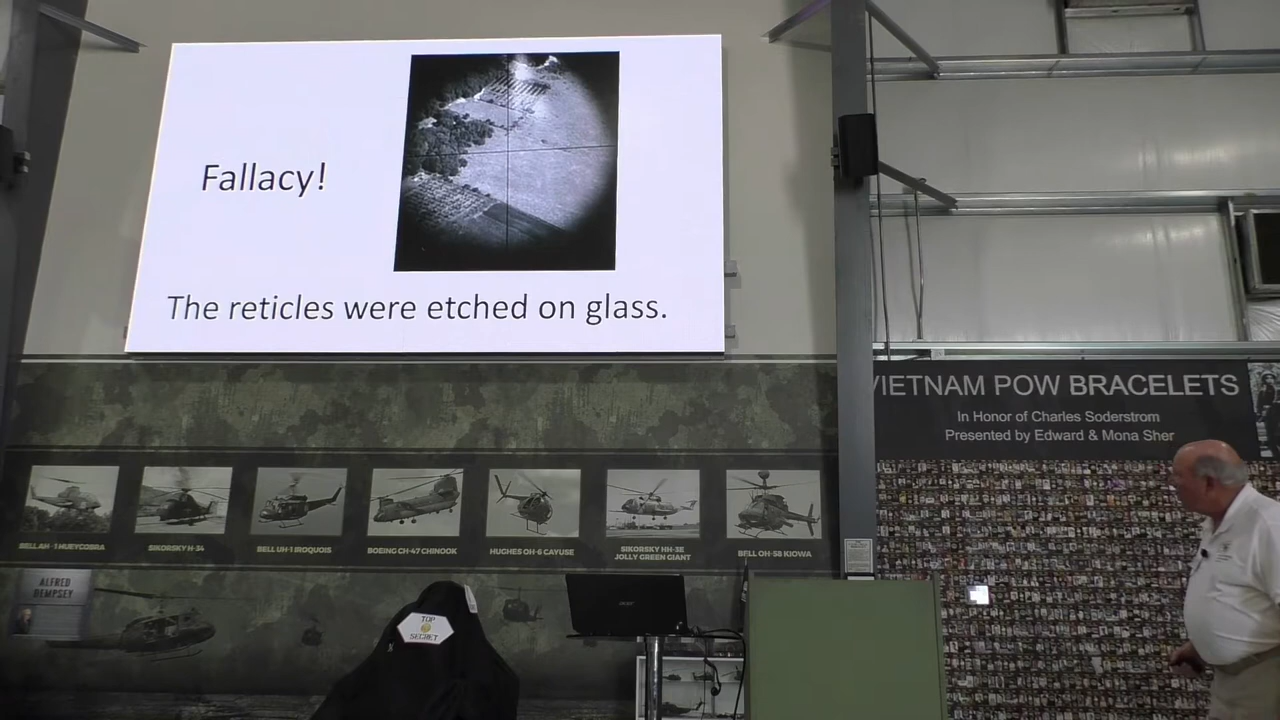 Fallacy!
The reticles were etched on glass.
VIETNAM POW BRACELETS
In Honor of Charles Soderstrom
Presented by Edward & Mona Sher
BELL AH-1 HUEYCOBRA
SIKORSKY H-34
BELL UH-1 IROQUOIS
BOEING CH-47 CHINOOK
HUGHES OH-6 CAYUSE
SIKORSKY HH-3E
JOLLY GREEN GIANT
BELL OH-58 KIOWA
ALFRED
DEMPSEY
TOP
SECRET
acer